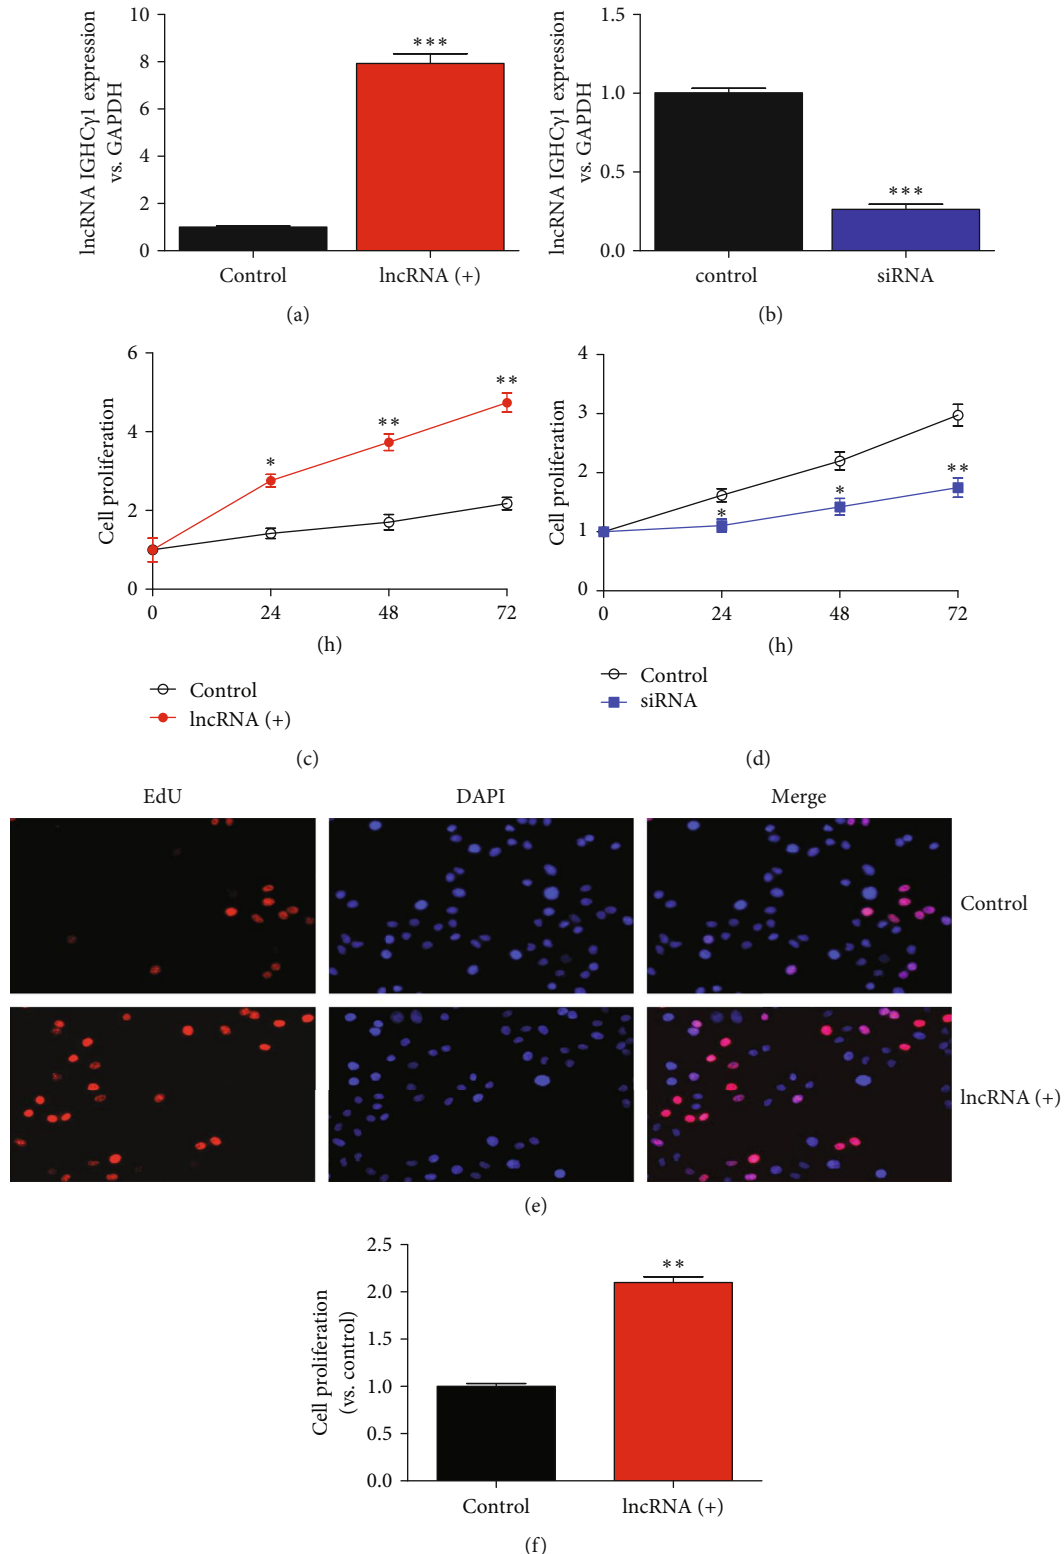 lncRNA IGHCγ1 expression
vs. GAPDH
10
8
6
4
2
0
***
Control
lncRNA (+)
(a)
lncRNA IGHCγ1 expression
vs. GAPDH
1.5
1.0
0.5
0.0
***
control
siRNA
(b)
Cell proliferation
6
4
2
0
*
**
**
0
24
48
72
(h)
Control
lncRNA (+)
(c)
Cell proliferation
4
3
2
1
0
*
*
**
0
24
48
72
(h)
Control
siRNA
(d)
EdU
DAPI
Merge
Control
lncRNA (+)
(e)
Cell proliferation
(vs. control)
2.5
2.0
1.5
1.0
0.5
0.0
**
Control
lncRNA (+)
(f)